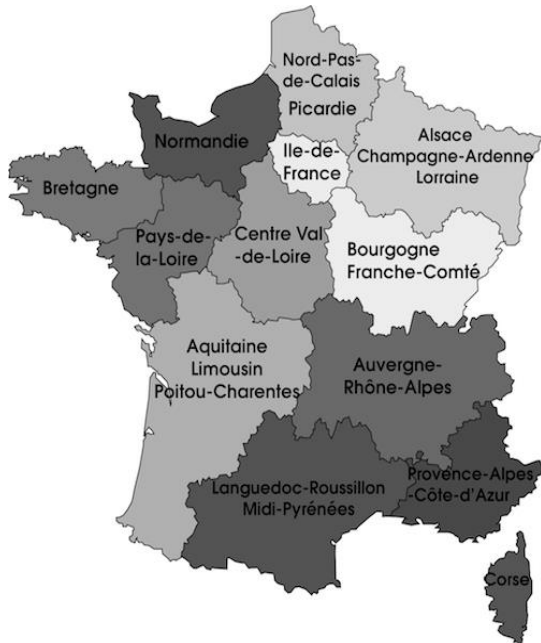 Nord-Pas-
de-Calais
Picardie
Normandie
Ile-de-
France
Alsace
Champagne-Ardenne
Lorraine
Bretagne
Pays-de-
la-Loire
Centre Val
-de-Loire
Bourgogne
Franche-Comté
Aquitaine
Limousin
Poitou-Charentes
Auvergne-
Rhône-Alpes
Languedoc-Roussillon
Midi-Pyrénées
Provence-Alpes
-Côte-d'Azur
Corse